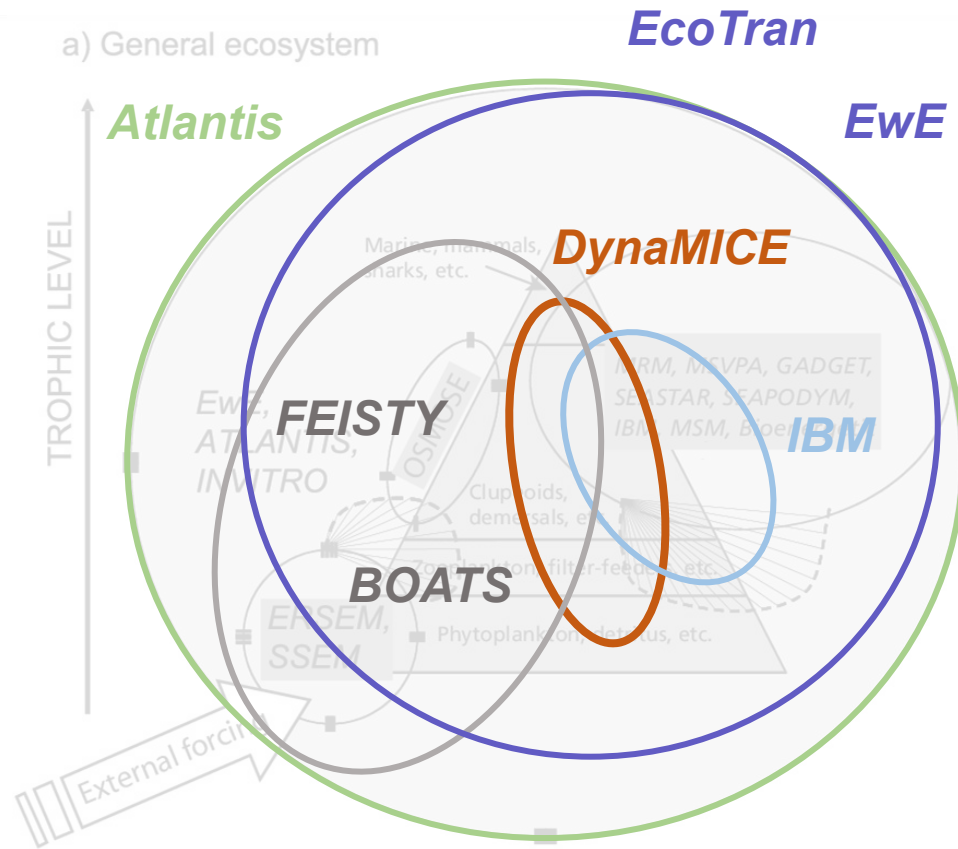 EcoTran
a) General ecosystem
Atlantis
EwE
TROPHIC LEVEL
Marine, mammals,
sharks, etc.
DynaMICE
MRM, MSVPA, GADGET,
SEASTAR, SEAPODYM,
IBM, MSM, Bioenergetic
EwE,
ATLANTIS,
INVITRO
FEISTY
OSMOSE
IBM
Clupoids,
demersals, etc.
Zooplankton, filter-feeders, etc.
BOATS
ERSEM,
SSEM
Phytoplankton, detritus, etc.
External forcing